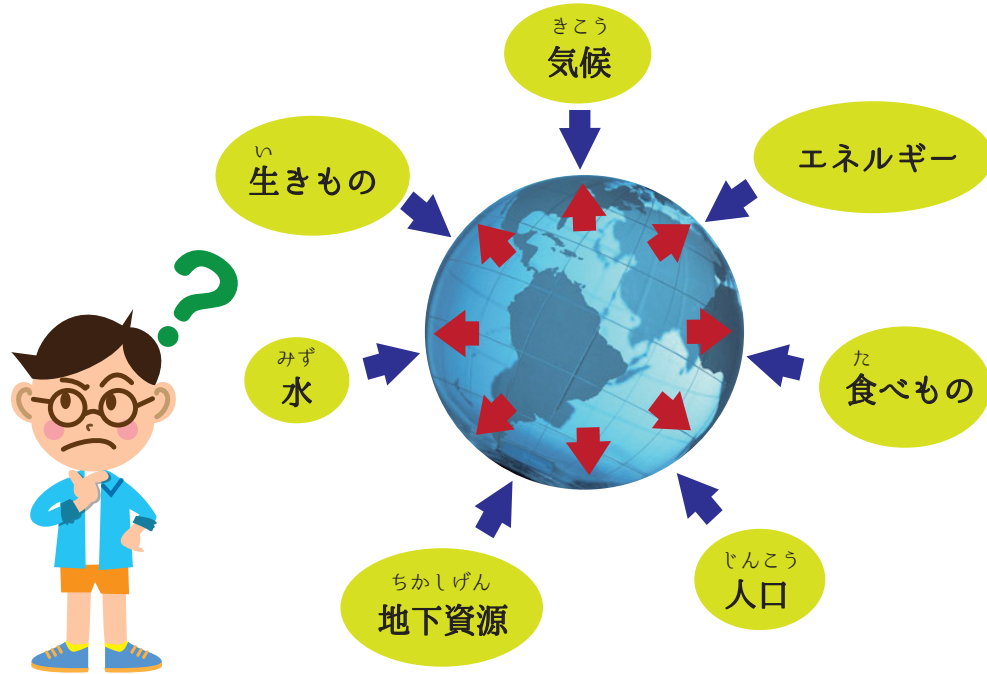 きこう
気候
エネルギー
い
生きもの
た
食べもの
みず
水
じんこう
人口
ちかしげん
地下資源